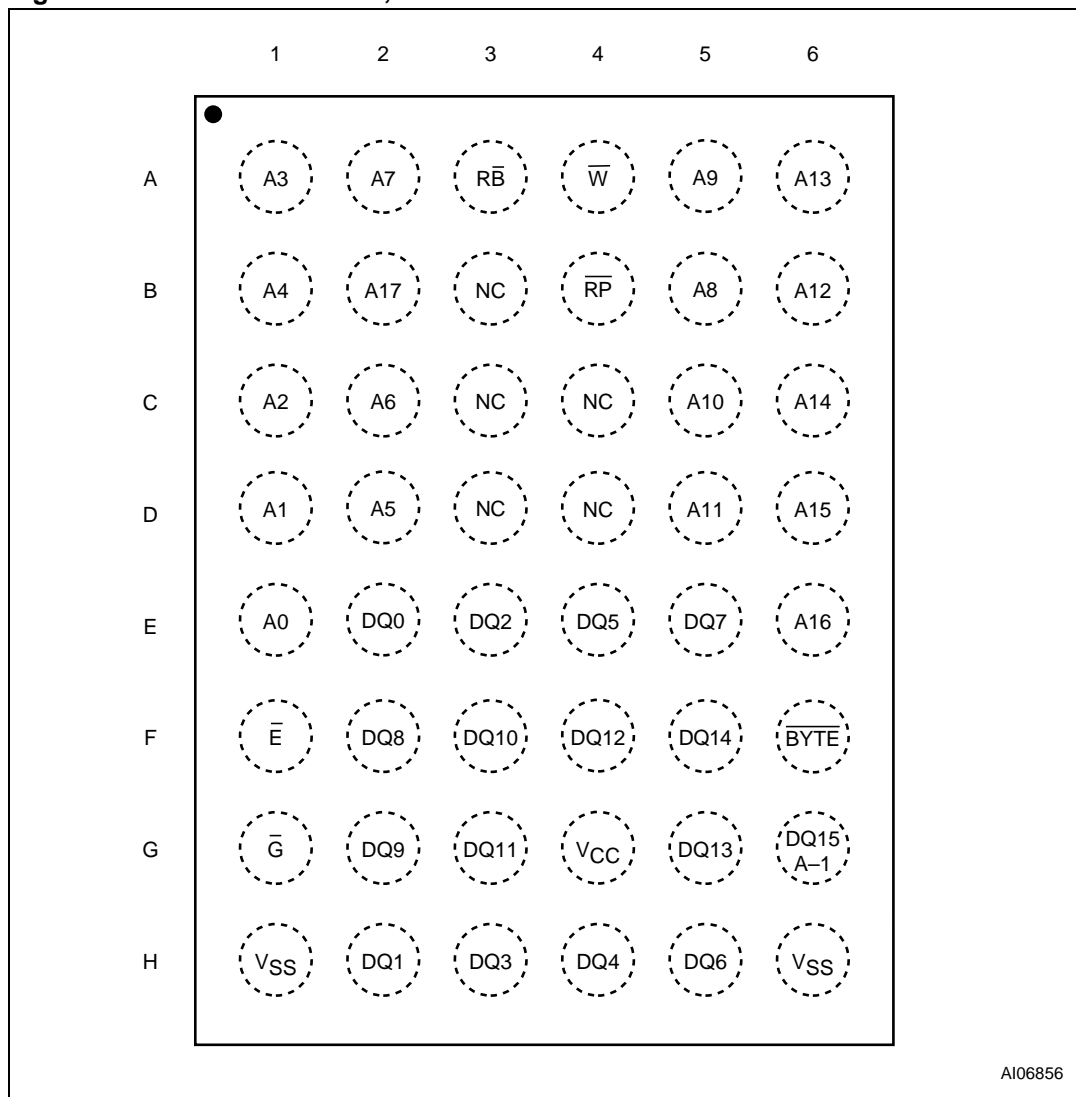 1 2 3 4 5 6
A A3 A7 RB̅ W̅ A9 A13
B A4 A17 NC R̅P̅ A8 A12
C A2 A6 NC NC A10 A14
D A1 A5 NC NC A11 A15
E A0 DQ0 DQ2 DQ5 DQ7 A16
F E̅ DQ8 DQ10 DQ12 DQ14 B̅Y̅T̅E̅
G G̅ DQ9 DQ11 VCC DQ13 DQ15
A–1
H VSS DQ1 DQ3 DQ4 DQ6 VSS
AI06856